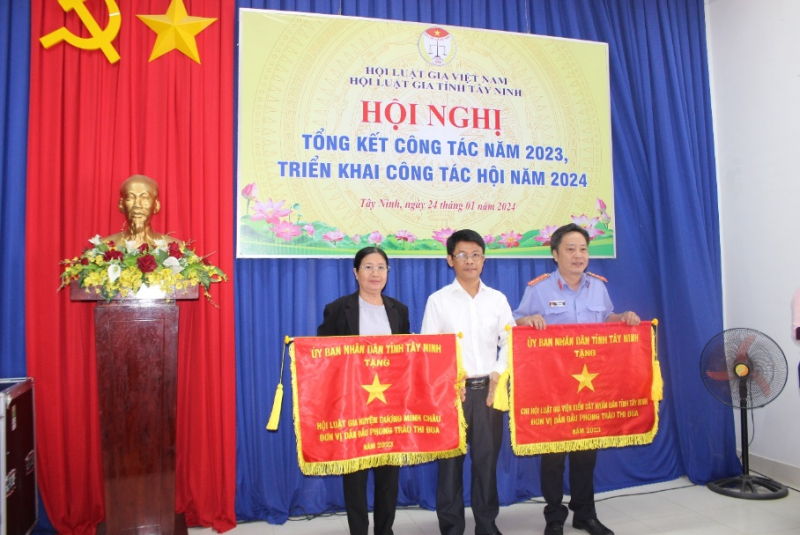 HỘI LUẬT GIA VIỆT NAM
HỘI LUẬT GIA TỈNH TÂY NINH
HỘI NGHỊ
TỔNG KẾT CÔNG TÁC NĂM 2023,
TRIỂN KHAI CÔNG TÁC HỘI NĂM 2024
Tây Ninh, ngày 24 tháng 01 năm 2024
ỦY BAN NHÂN DÂN TỈNH TÂY NINH
TẶNG
HỘI LUẬT GIA HUYỆN DƯƠNG MINH CHÂU
ĐƠN VỊ DẪN ĐẦU PHONG TRÀO THI ĐUA
NĂM 2023
ỦY BAN NHÂN DÂN TỈNH TÂY NINH
TẶNG
CHI HỘI LUẬT GIA VIỆN KIỂM SÁT NHÂN DÂN TỈNH TÂY NINH
ĐƠN VỊ DẪN ĐẦU PHONG TRÀO THI ĐUA
NĂM 2023